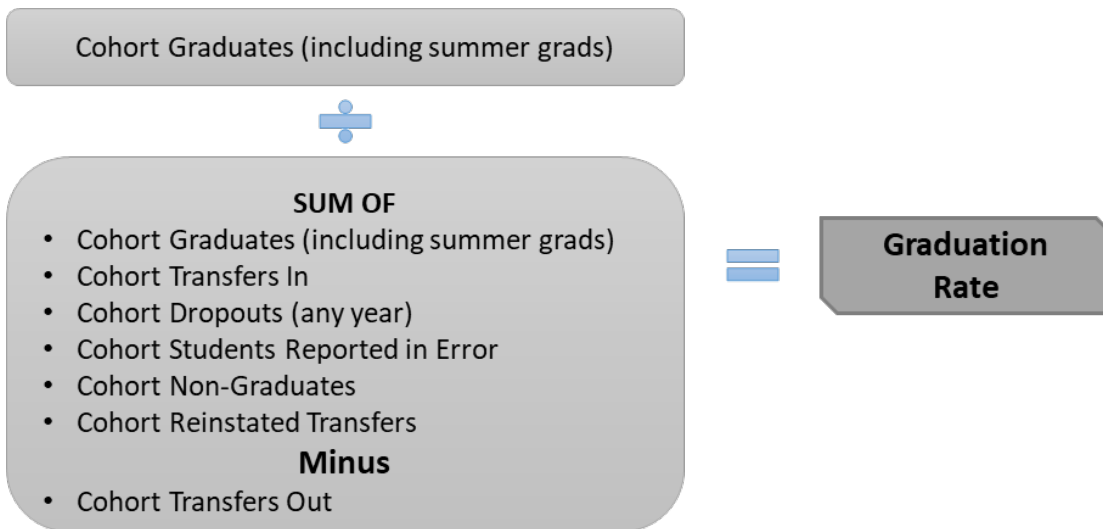 Cohort Graduates (including summer grads)
÷
SUM OF
• Cohort Graduates (including summer grads)
• Cohort Transfers In
• Cohort Dropouts (any year)
• Cohort Students Reported in Error
• Cohort Non-Graduates
• Cohort Reinstated Transfers
Minus
• Cohort Transfers Out
=
Graduation
Rate